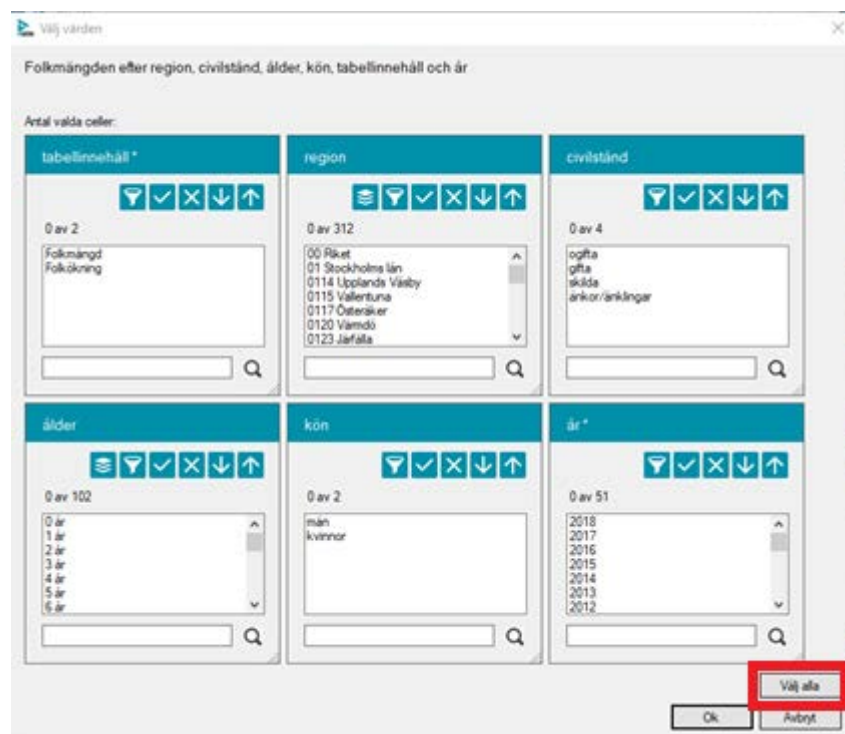 Välj värden
Folkmängden efter region, civilstånd, ålder, kön, tabellinnehåll och år
Antal valda celler:
tabellinnehåll *
0 av 2
Folkmängd
Folkökning
region
0 av 312
00 Riket
01 Stockholms län
0114 Upplands Väsby
0115 Vallentuna
0117 Österåker
0120 Värmdö
0123 Järfälla
civilstånd
0 av 4
ogifta
gifta
skilda
änkor/änklingar
ålder
0 av 102
0 år
1 år
2 år
3 år
4 år
5 år
6 år
kön
0 av 2
män
kvinnor
år *
0 av 51
2018
2017
2016
2015
2014
2013
2012
Välj alla
Ok
Avbryt